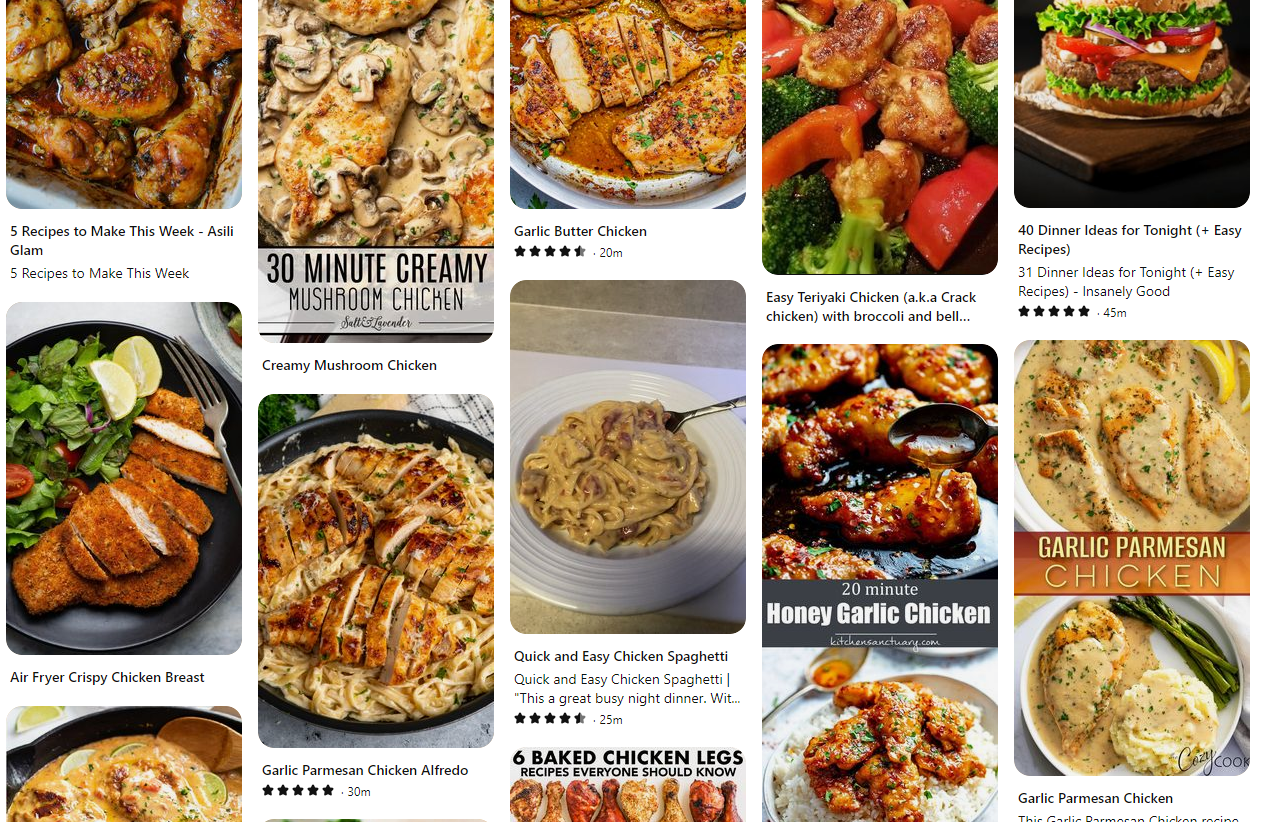 5 Recipes to Make This Week - Asili
Glam
5 Recipes to Make This Week
Air Fryer Crispy Chicken Breast
30 MINUTE CREAMY
MUSHROOM CHICKEN
Salt & Lavender
Creamy Mushroom Chicken
Garlic Parmesan Chicken Alfredo
· 30m
Garlic Butter Chicken
· 20m
Quick and Easy Chicken Spaghetti
Quick and Easy Chicken Spaghetti |
"This a great busy night dinner. Wit...
· 25m
6 BAKED CHICKEN LEGS
RECIPES EVERYONE SHOULD KNOW
Easy Teriyaki Chicken (a.k.a Crack
chicken) with broccoli and bell...
20 minute
Honey Garlic Chicken
kitchensanctuary.com
40 Dinner Ideas for Tonight (+ Easy
Recipes)
31 Dinner Ideas for Tonight (+ Easy
Recipes) - Insanely Good
· 45m
GARLIC PARMESAN
CHICKEN
COZY COOK
Garlic Parmesan Chicken
This Garlic Parmesan Chicken recipe